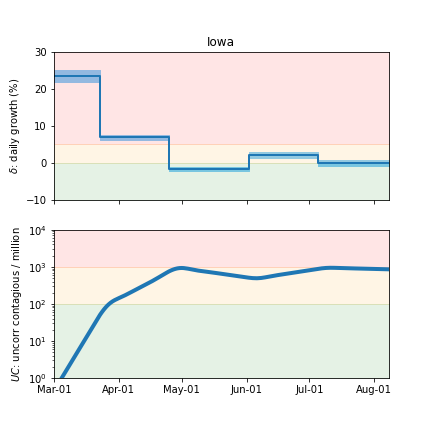 Iowa
30
20
10
0
−10
δ: daily growth (%)
10⁴
10³
10²
10¹
10⁰
UC: uncorr contagious / million
Mar-01 Apr-01 May-01 Jun-01 Jul-01 Aug-01